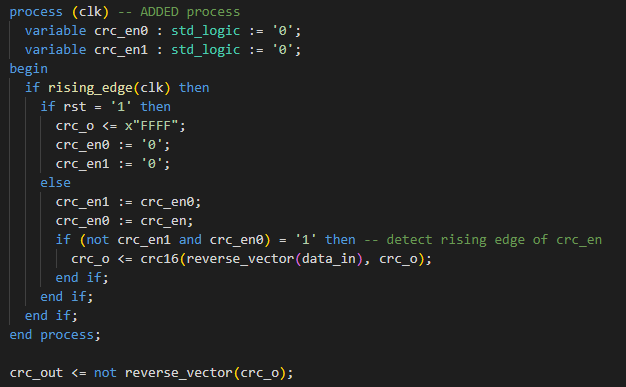 process (clk) -- ADDED process
  variable crc_en0 : std_logic := '0';
  variable crc_en1 : std_logic := '0';
begin
  if rising_edge(clk) then
    if rst = '1' then
      crc_o <= x"FFFF";
      crc_en0 := '0';
      crc_en1 := '0';
    else
      crc_en1 := crc_en0;
      crc_en0 := crc_en;
      if (not crc_en1 and crc_en0) = '1' then -- detect rising edge of crc_en
        crc_o <= crc16(reverse_vector(data_in), crc_o);
      end if;
    end if;
  end if;
end process;

crc_out <= not reverse_vector(crc_o);